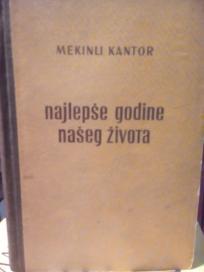 MEKINLI KANTOR
najlepše godine
našeg života